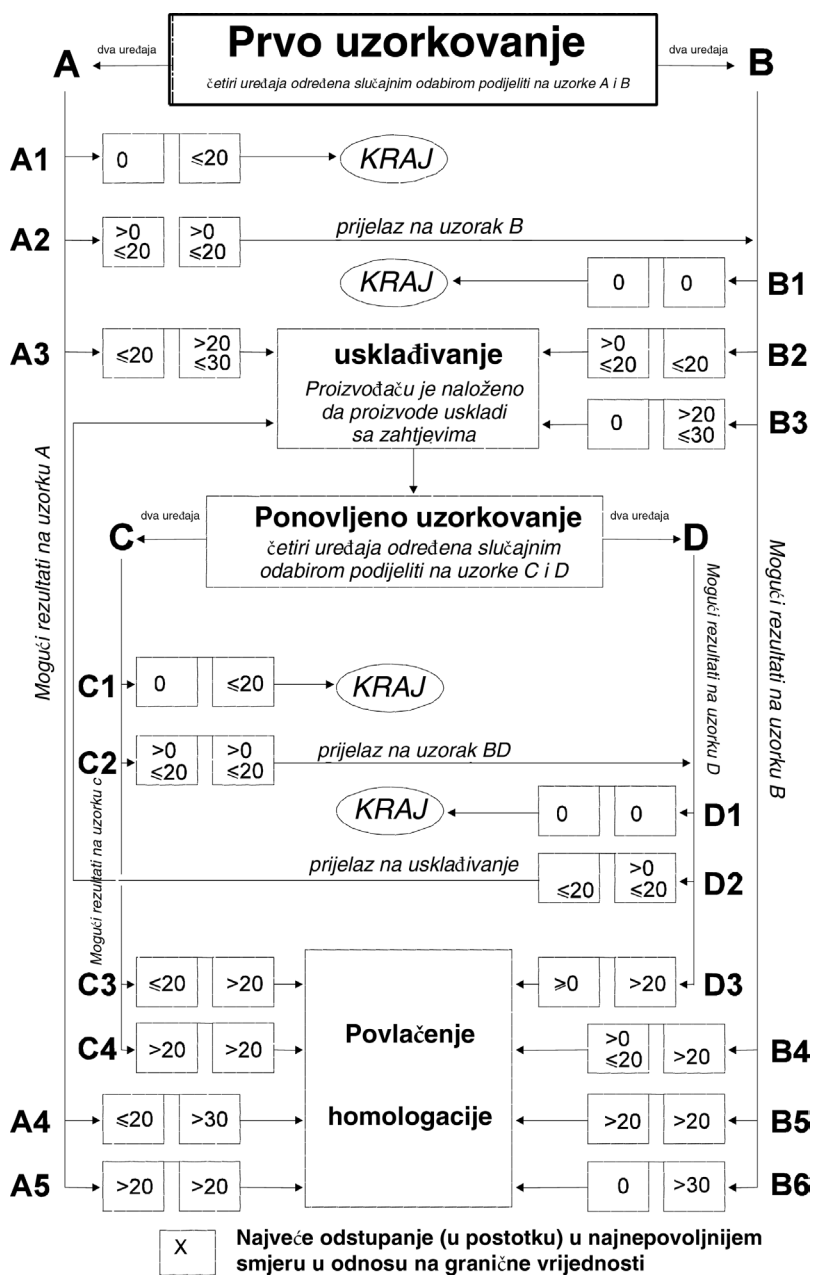 Prvo uzorkovanje
A dva uređaja dva uređaja B
četiri uređaja određena slučajnim odabirom podijeliti na uzorke A i B
A1 0 ≤20 KRAJ
A2 >0 >0 prijelaz na uzorak B
≤20 ≤20
KRAJ 0 0 B1
A3 ≤20 >20 usklađivanje >0 ≤20 B2
≤30 ≤20
Proizvođaču je naloženo
da proizvode uskladi
sa zahtjevima
0 >20 B3
≤30
Mogući rezultati na uzorku A
C dva uređaja Ponovljeno uzorkovanje dva uređaja D
četiri uređaja određena slučajnim
odabirom podijeliti na uzorke C i D
Mogući rezultati na uzorku D
Mogući rezultati na uzorku B
C1 0 ≤20 KRAJ
C2 >0 >0 prijelaz na uzorak BD
≤20 ≤20
Mogući rezultati na uzorku c
KRAJ 0 0 D1
prijelaz na usklađivanje ≤20 >0 D2
≤20
C3 ≤20 >20 ≥0 >20 D3
Povlačenje
C4 >20 >20 >0 >20 B4
≤20
homologacije
A4 ≤20 >30 >20 >20 B5
A5 >20 >20 0 >30 B6
X Najveće odstupanje (u postotku) u najnepovoljnijem
smjeru u odnosu na granične vrijednosti